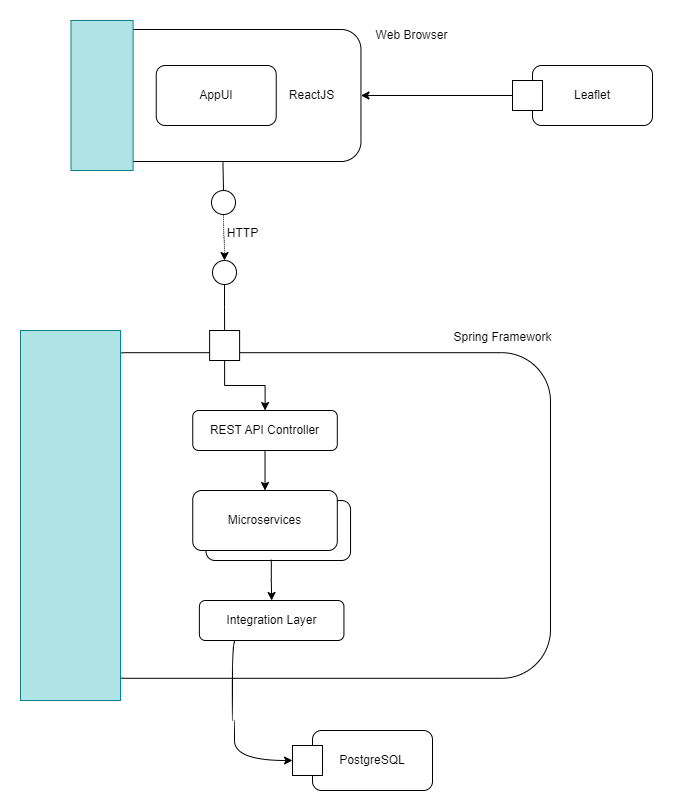 Web Browser
AppUI
ReactJS
Leaflet
HTTP
Spring Framework
REST API Controller
Microservices
Integration Layer
PostgreSQL